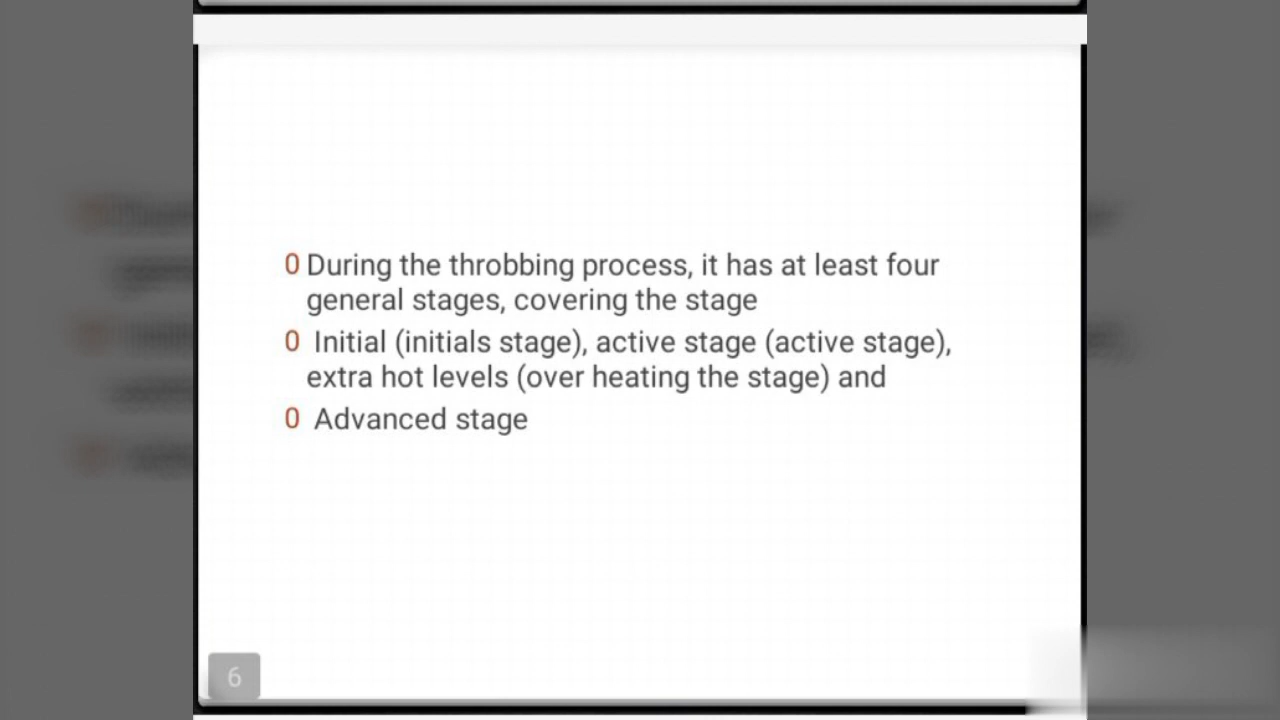 0 During the throbbing process, it has at least four
general stages, covering the stage
0 Initial (initials stage), active stage (active stage),
extra hot levels (over heating the stage) and
0 Advanced stage
6